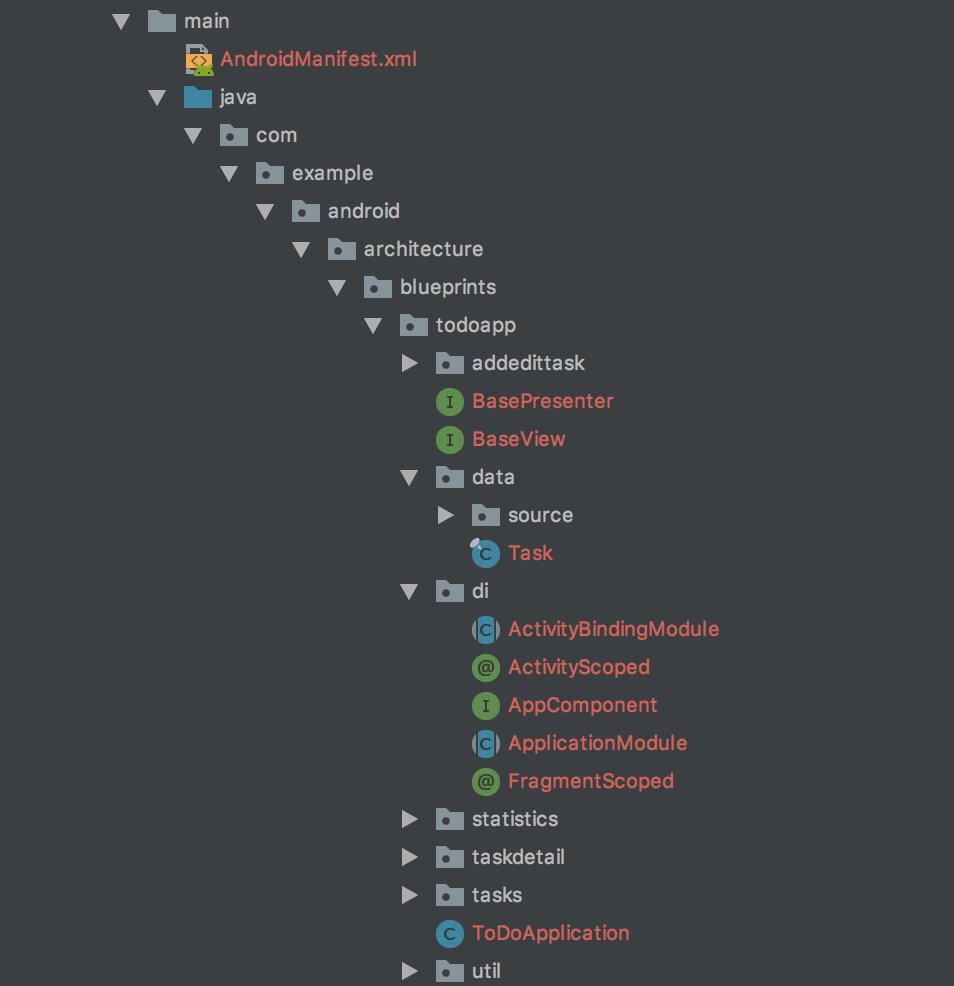 main
AndroidManifest.xml
java
com
example
android
architecture
blueprints
todoapp
addedittask
I BasePresenter
I BaseView
data
source
C Task
di
C ActivityBindingModule
@ ActivityScoped
I AppComponent
C ApplicationModule
@ FragmentScoped
statistics
taskdetail
tasks
C ToDoApplication
util